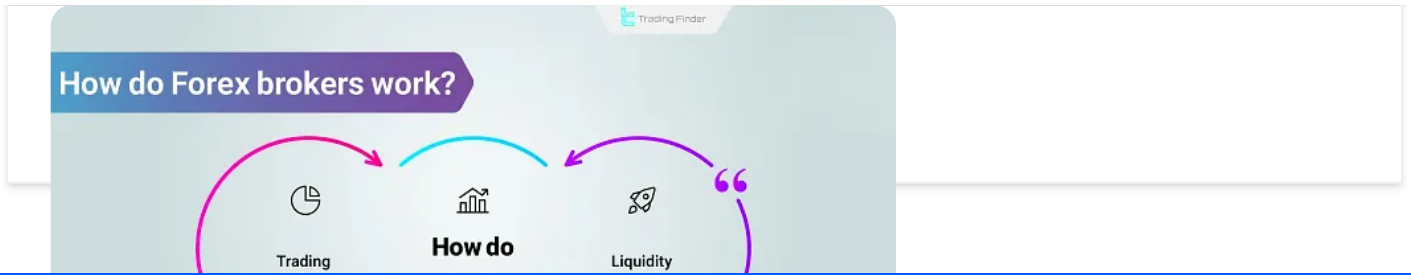 Trading Finder
How do Forex brokers work?
“
How do
Trading
Liquidity